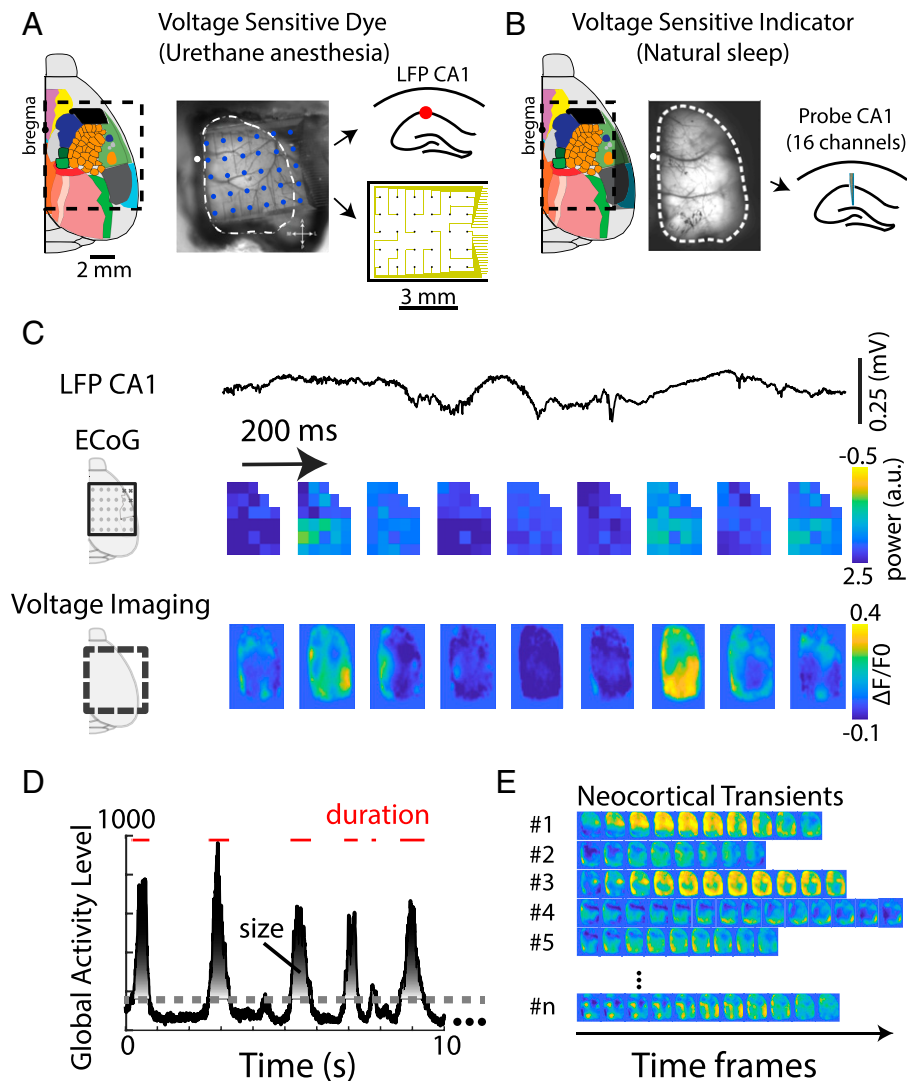 A
Voltage Sensitive Dye
(Urethane anesthesia)
bregma
2 mm
LFP CA1
3 mm
B
Voltage Sensitive Indicator
(Natural sleep)
bregma
Probe CA1
(16 channels)
C
LFP CA1
0.25 (mV)
ECoG
200 ms
-0.5
power (a.u.)
2.5
Voltage Imaging
0.4
ΔF/F0
-0.1
D
1000
duration
Global Activity Level
size
0
10
Time (s)
E
Neocortical Transients
#1
#2
#3
#4
#5
#n
Time frames